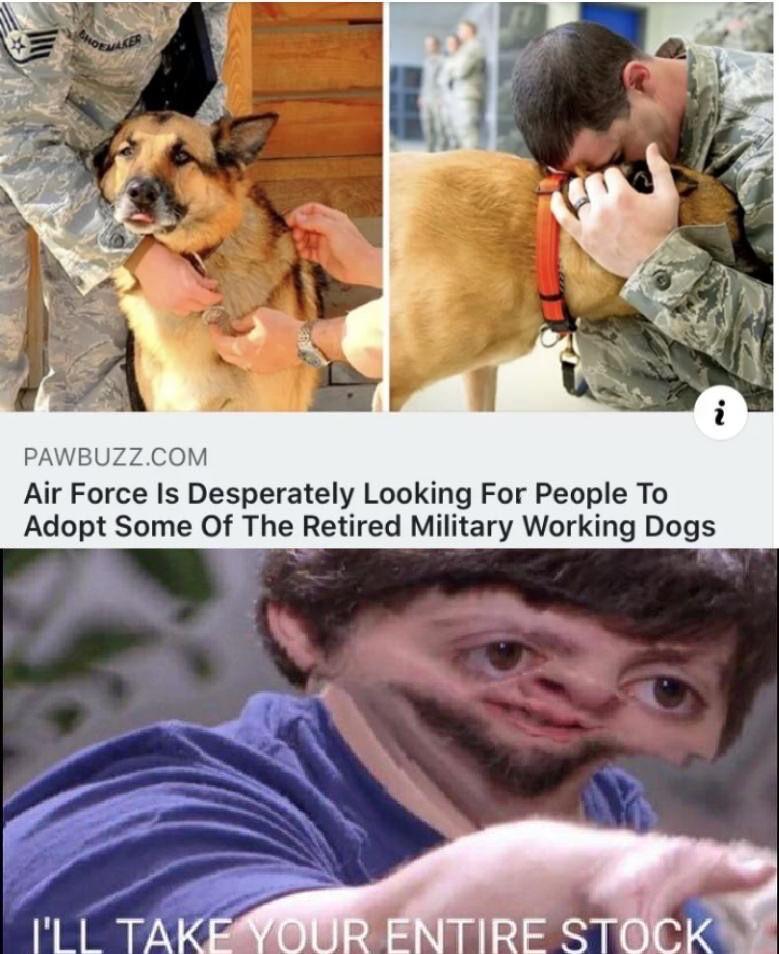 SHOEMAKER
i
PAWBUZZ.COM
Air Force Is Desperately Looking For People To
Adopt Some Of The Retired Military Working Dogs
I'LL TAKE YOUR ENTIRE STOCK